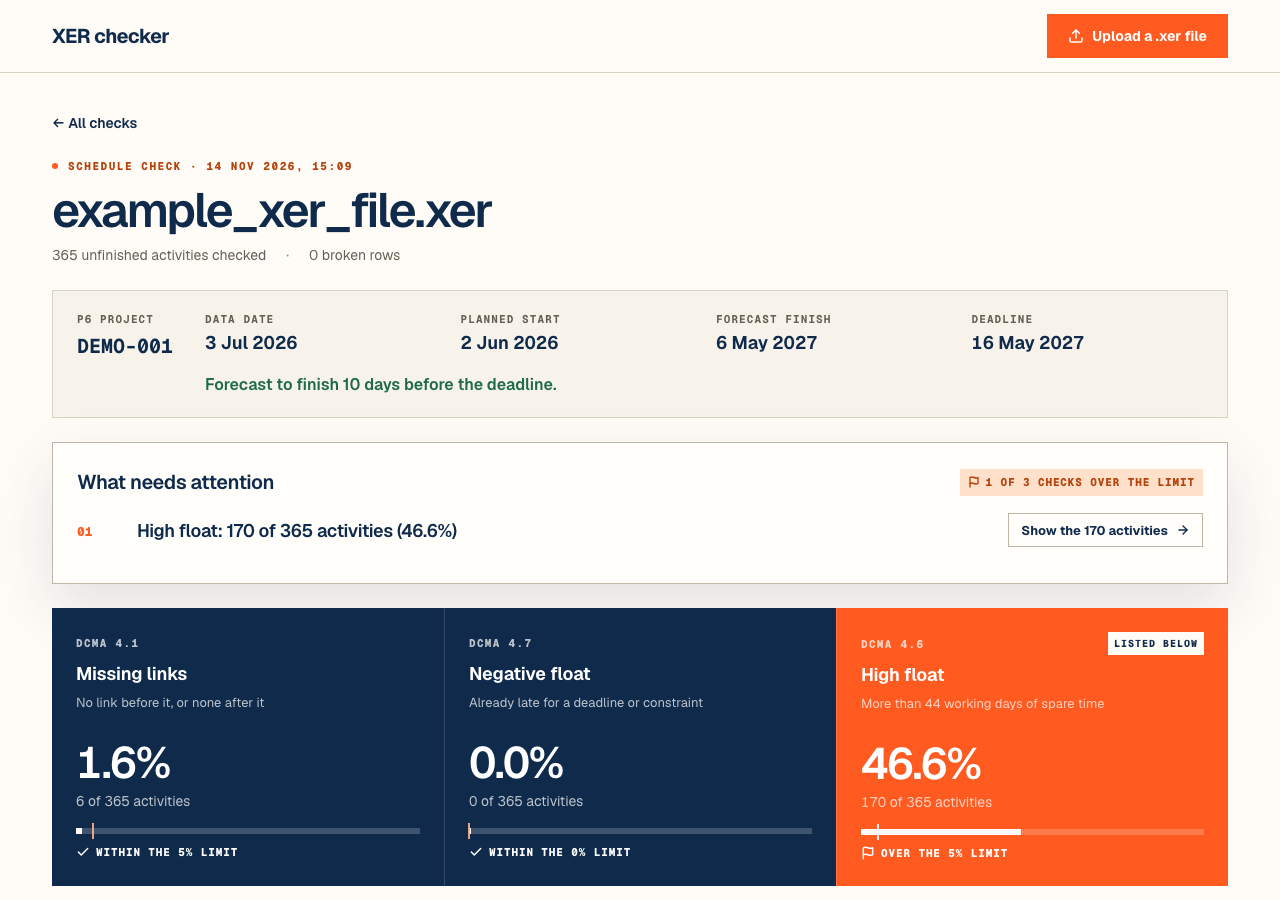 XER checker
Upload a .xer file
← All checks
SCHEDULE CHECK · 14 NOV 2026, 15:09
example_xer_file.xer
365 unfinished activities checked · 0 broken rows
P6 PROJECT
DEMO-001
DATA DATE
3 Jul 2026
PLANNED START
2 Jun 2026
FORECAST FINISH
6 May 2027
DEADLINE
16 May 2027
Forecast to finish 10 days before the deadline.
What needs attention
1 OF 3 CHECKS OVER THE LIMIT
01 High float: 170 of 365 activities (46.6%)
Show the 170 activities →
DCMA 4.1
Missing links
No link before it, or none after it
1.6%
6 of 365 activities
WITHIN THE 5% LIMIT
DCMA 4.7
Negative float
Already late for a deadline or constraint
0.0%
0 of 365 activities
WITHIN THE 0% LIMIT
DCMA 4.6
LISTED BELOW
High float
More than 44 working days of spare time
46.6%
170 of 365 activities
OVER THE 5% LIMIT